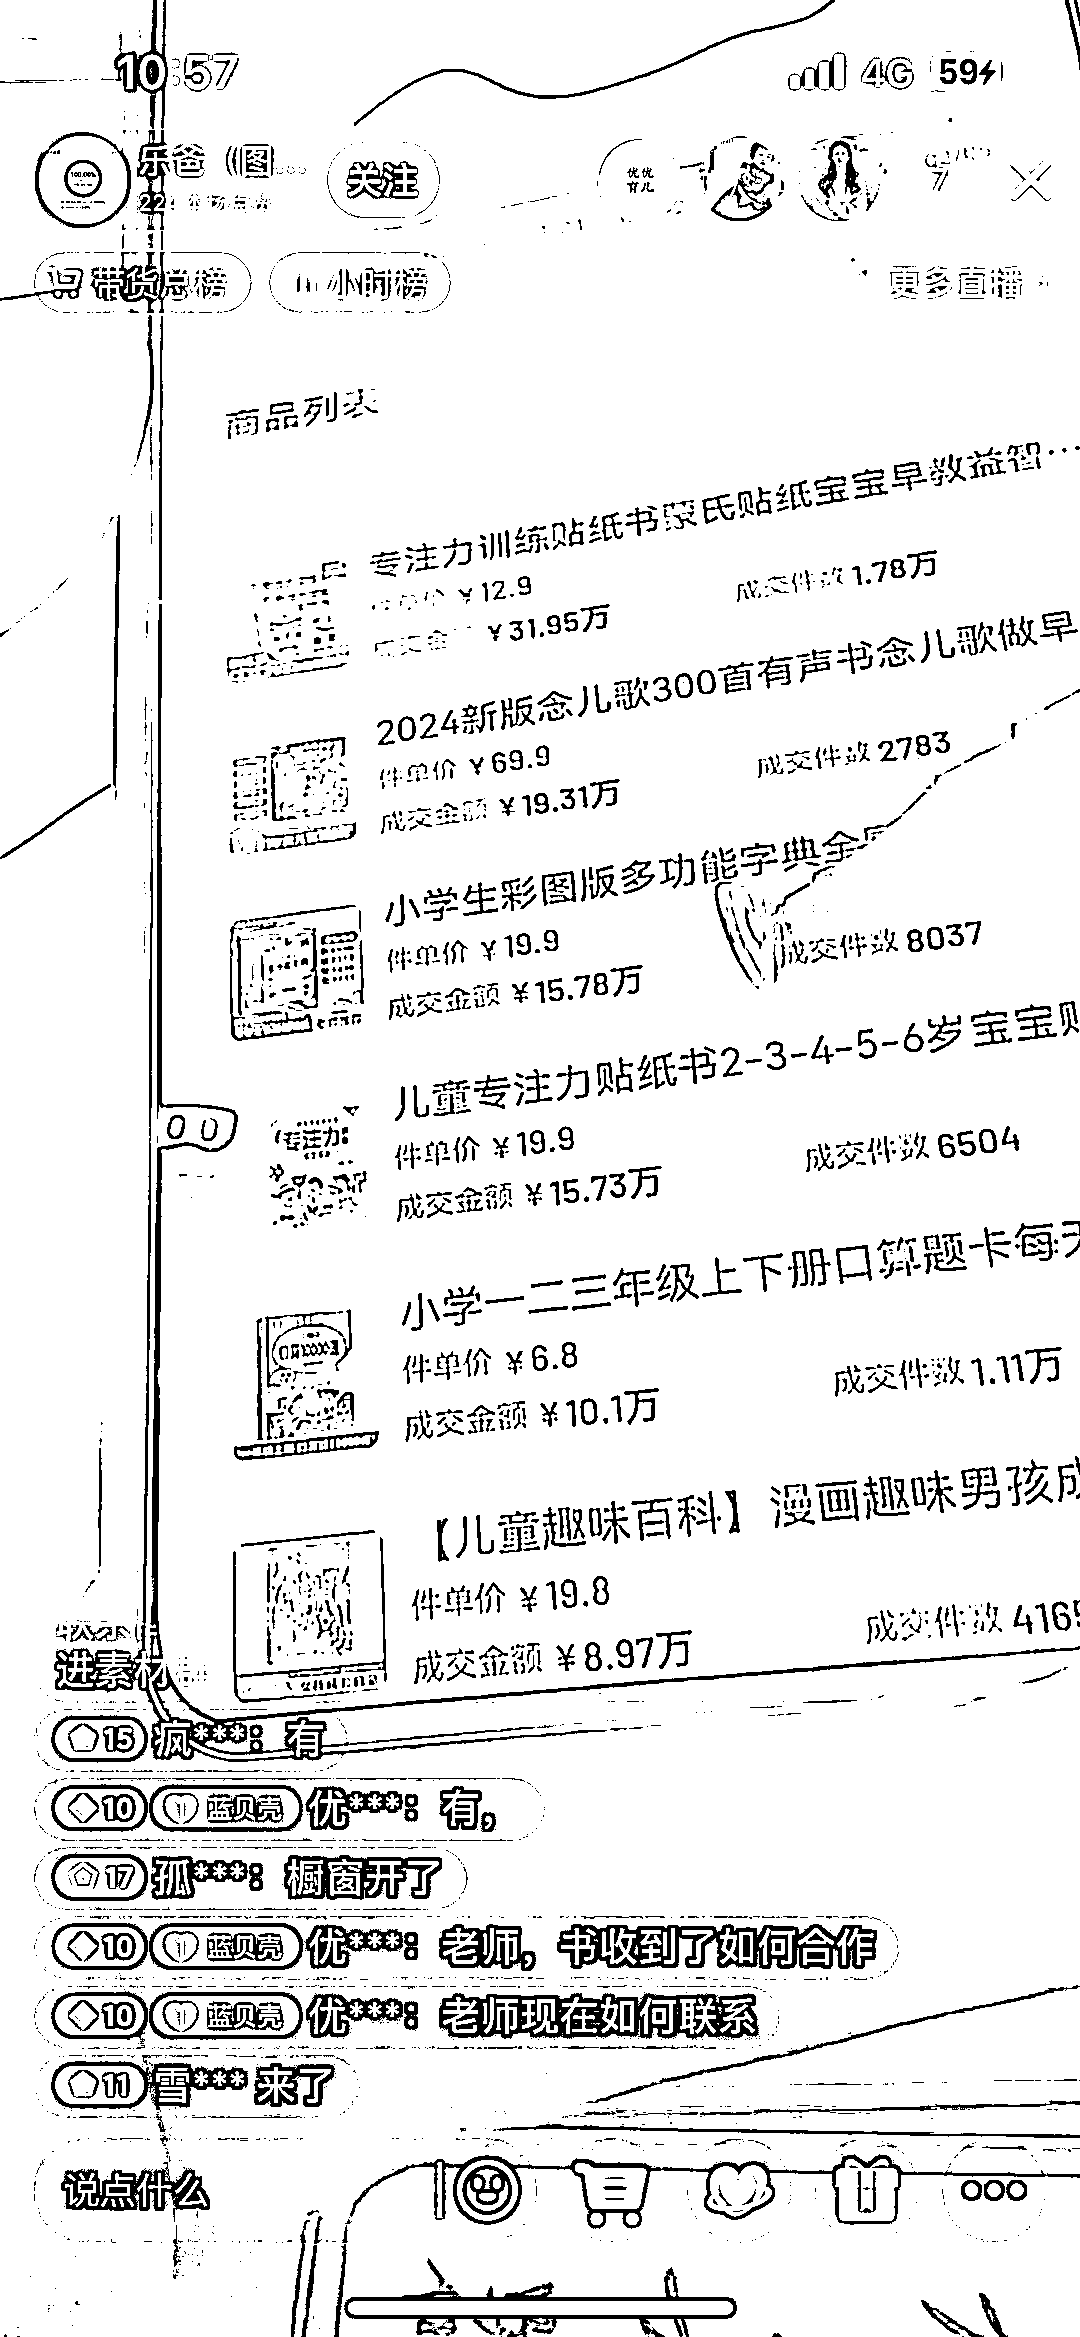 10:57
4G 59
乐爸（图...
关注
优优
育儿
带货总榜
小时榜
更多直播
商品列表
专注力训练贴纸书蒙氏贴纸宝宝早教益智…
件单价 ¥12.9
成交件数 1.78万
成交金额 ¥31.95万
2024新版念儿歌300首有声书念儿歌做早
件单价 ¥69.9
成交件数 2783
成交金额 ¥19.31万
小学生彩图版多功能字典全
件单价 ¥19.9
成交件数 8037
成交金额 ¥15.78万
儿童专注力贴纸书2-3-4-5-6岁宝宝贴
专注力
件单价 ¥19.9
成交件数 6504
成交金额 ¥15.73万
小学一二三年级上下册口算题卡每天
件单价 ¥6.8
成交件数 1.11万
成交金额 ¥10.1万
【儿童趣味百科】漫画趣味男孩成
件单价 ¥19.8
成交件数 4165
成交金额 ¥8.97万
进素材
15 疯***：有
10 蓝贝壳 优***：有，
17 孤***：橱窗开了
10 蓝贝壳 优***：老师，书收到了如何合作
10 蓝贝壳 优***：老师现在如何联系
11 雪*** 来了
说点什么